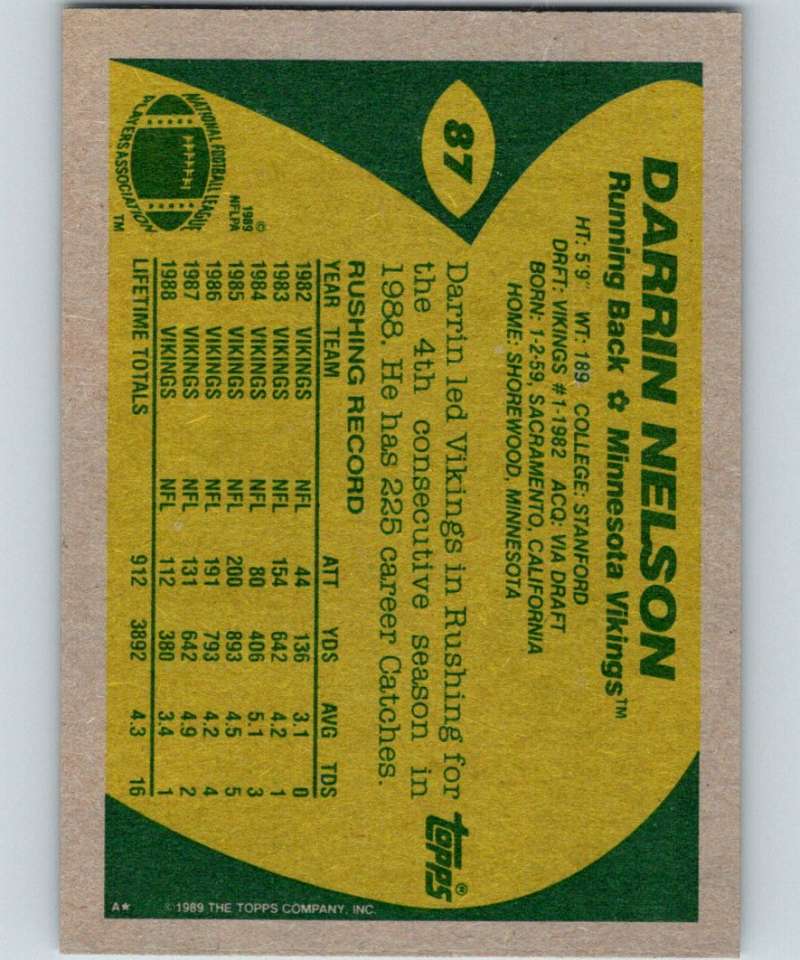 87
DARRIN NELSON
Running Back ✿ Minnesota Vikings™
HT: 5'9" WT: 189 COLLEGE: STANFORD
DRFT: VIKINGS #1-1982 ACQ: VIA DRAFT
BORN: 1-2-59, SACRAMENTO, CALIFORNIA
HOME: SHOREWOOD, MINNESOTA
Darrin led Vikings in Rushing for
the 4th consecutive season in
1988. He has 225 career Catches.
topps®
RUSHING RECORD
YEAR TEAM ATT YDS AVG TDS
1982 VIKINGS NFL 44 136 3.1 0
1983 VIKINGS NFL 154 642 4.2 1
1984 VIKINGS NFL 80 406 5.1 3
1985 VIKINGS NFL 200 893 4.5 5
1986 VIKINGS NFL 191 793 4.2 4
1987 VIKINGS NFL 131 642 4.9 2
1988 VIKINGS NFL 112 380 3.4 1
LIFETIME TOTALS 912 3892 4.3 16
NATIONAL FOOTBALL LEAGUE
PLAYERS ASSOCIATION
™
©
1989
NFLPA
A★ ©1989 THE TOPPS COMPANY, INC.